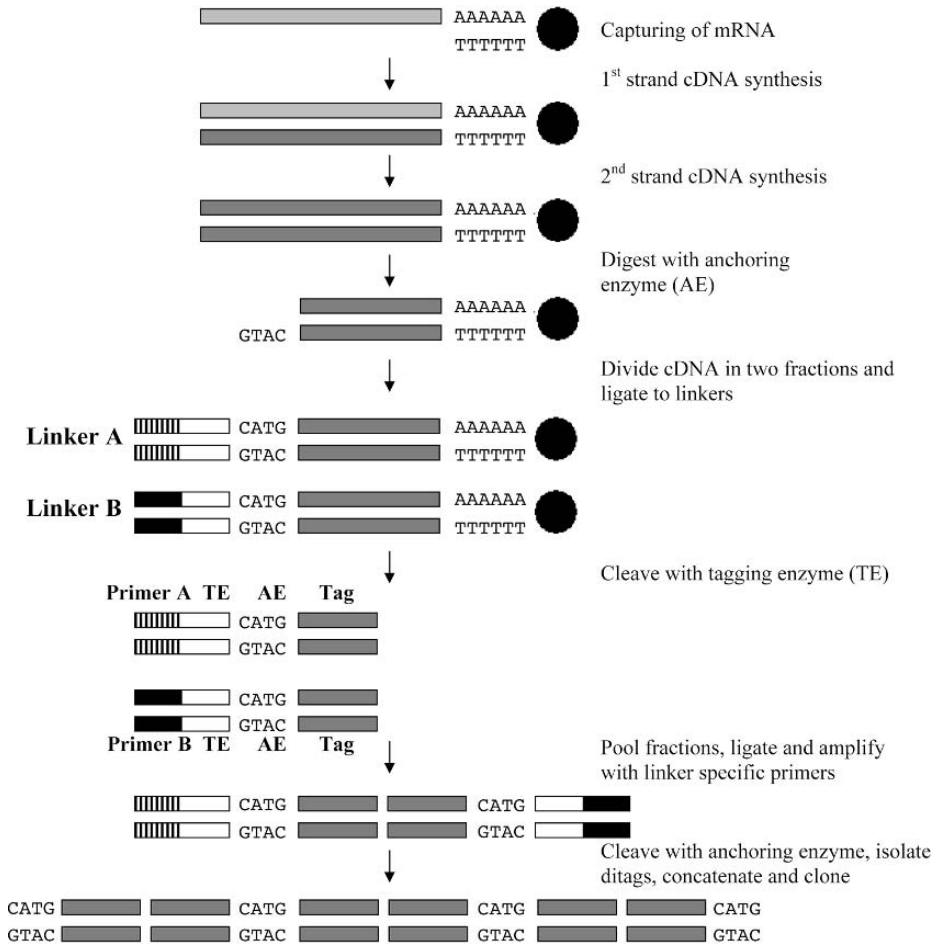 AAAAAA
TTTTTT
Capturing of mRNA
1st strand cDNA synthesis
AAAAAA
TTTTTT
2nd strand cDNA synthesis
AAAAAA
TTTTTT
Digest with anchoring
enzyme (AE)
AAAAAA
GTAC TTTTTT
Divide cDNA in two fractions and
ligate to linkers
Linker A
CATG AAAAAA
GTAC TTTTTT
Linker B
CATG AAAAAA
GTAC TTTTTT
Cleave with tagging enzyme (TE)
Primer A TE AE Tag
CATG
GTAC
CATG
GTAC
Primer B TE AE Tag
Pool fractions, ligate and amplify
with linker specific primers
CATG CATG
GTAC GTAC
Cleave with anchoring enzyme, isolate
ditags, concatenate and clone
CATG CATG CATG CATG
GTAC GTAC GTAC GTAC